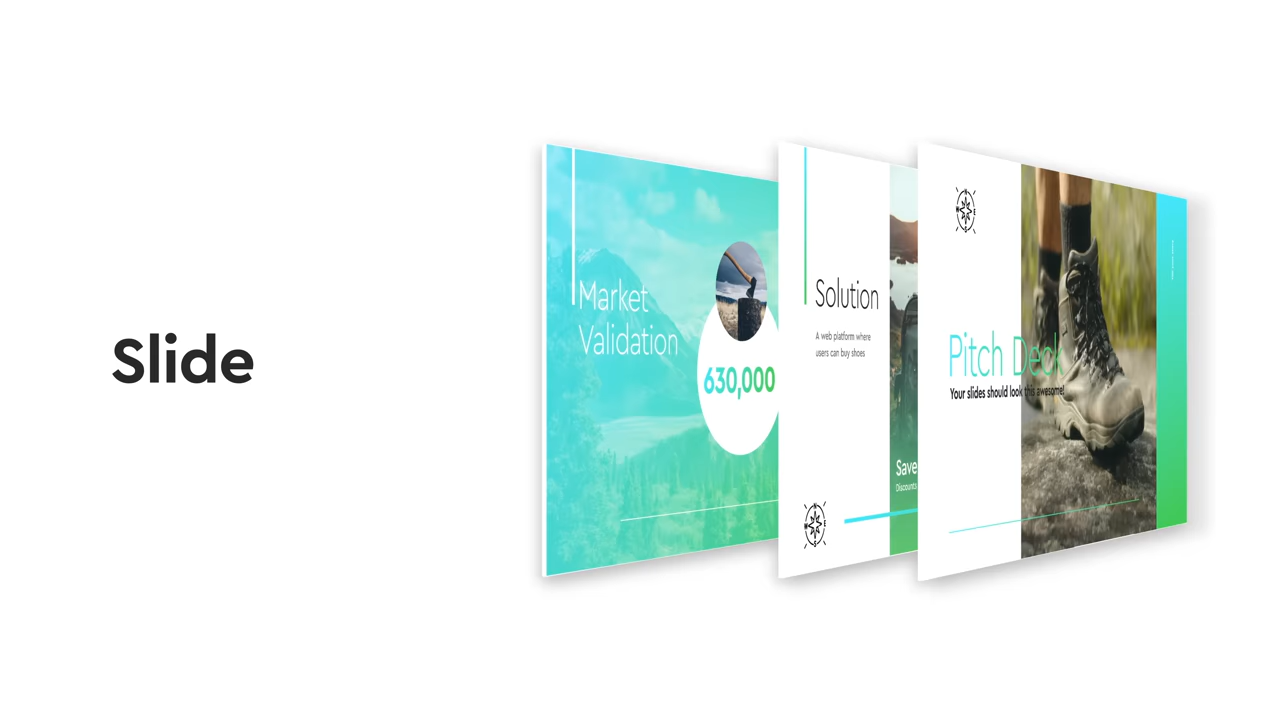 Slide
Market
Validation
630,000
Solution
A web platform where
users can buy shoes
Save
Discounts
Pitch Deck
Your slides should look this awesome!